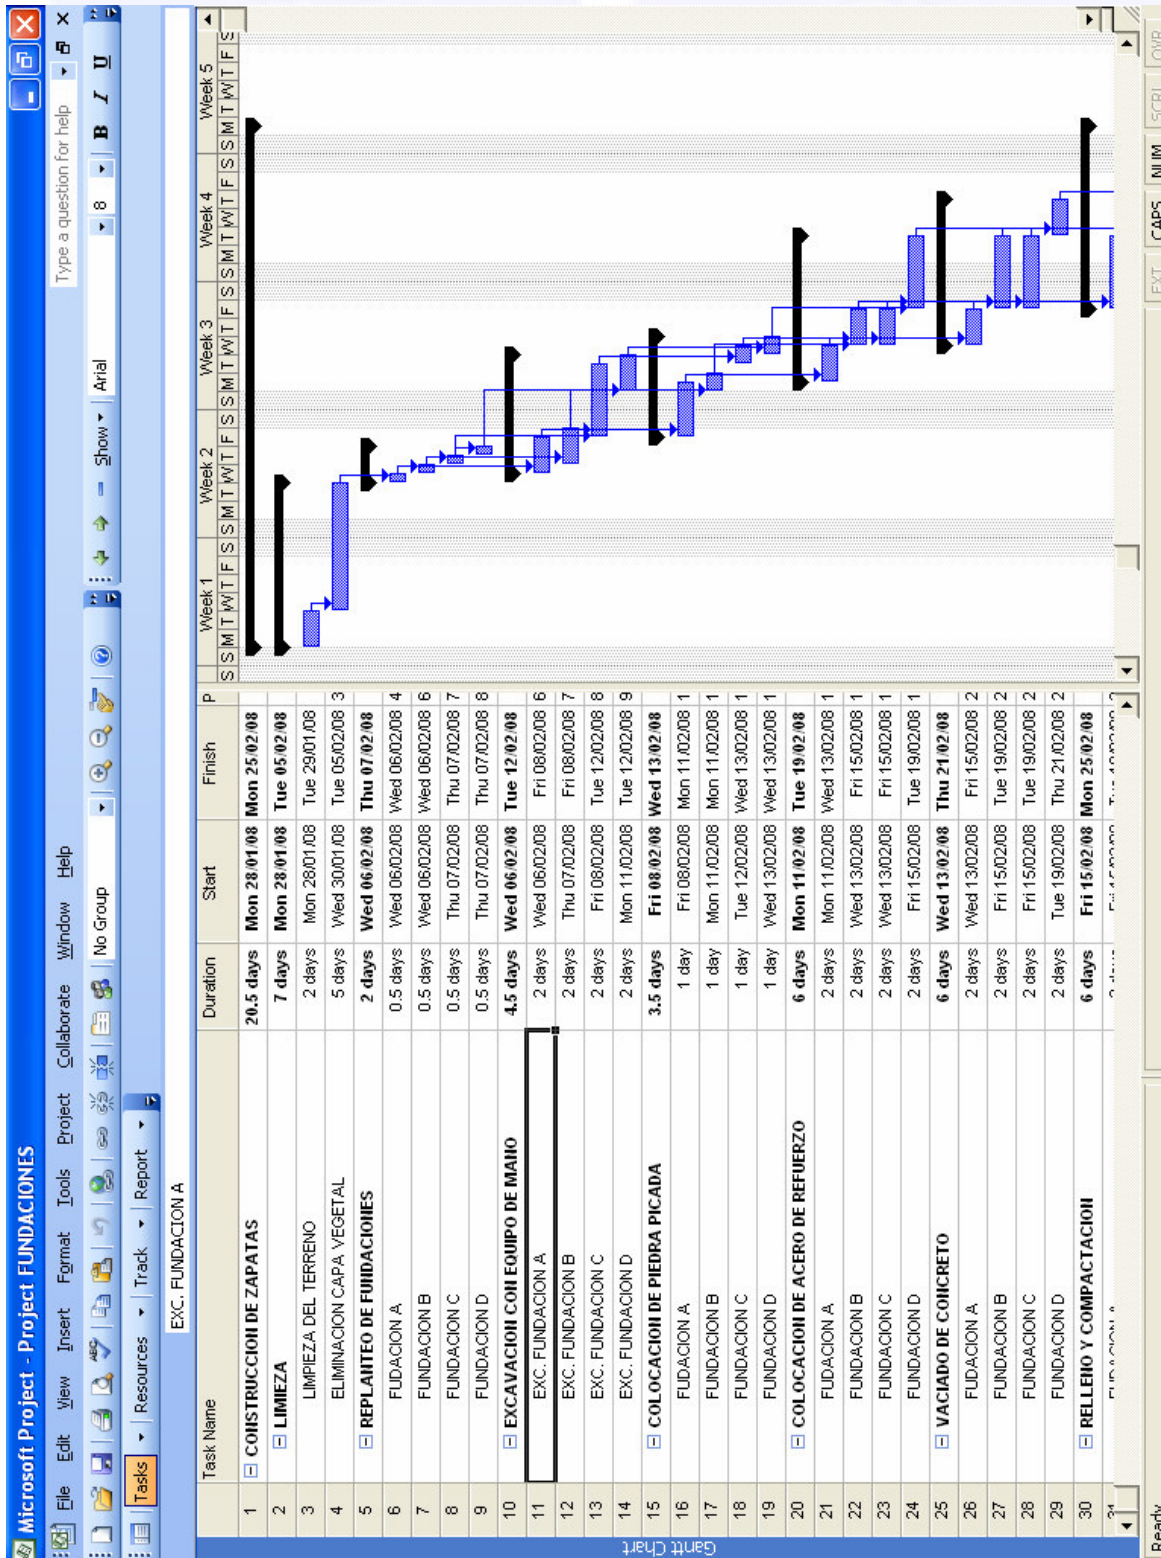 Microsoft Project - Project FUNDACIONES
File Edit View Insert Format Tools Project Collaborate Window Help Type a question for help
No Group Show Arial 8 B I U
Tasks Resources Track Report
EXC. FUNDACION A
Task Name Duration Start Finish P Week 1 Week 2 Week 3 Week 4 Week 5
S S M T W T F S S M T W T F S S M T W T F S S M T W T F S S M T W T F S
1 CONSTRUCCION DE ZAPATAS 20.5 days Mon 28/01/08 Mon 25/02/08
2 LIMIEZA 7 days Mon 28/01/08 Tue 05/02/08
3 LIMPIEZA DEL TERRENO 2 days Mon 28/01/08 Tue 29/01/08
4 ELIMINACION CAPA VEGETAL 5 days Wed 30/01/08 Tue 05/02/08 3
5 REPLANITEO DE FUNDACIONES 2 days Wed 06/02/08 Thu 07/02/08
6 FUDACION A 0.5 days Wed 06/02/08 Wed 06/02/08 4
7 FUNDACION B 0.5 days Wed 06/02/08 Wed 06/02/08 6
8 FUNDACION C 0.5 days Thu 07/02/08 Thu 07/02/08 7
9 FUNDACION D 0.5 days Thu 07/02/08 Thu 07/02/08 8
10 EXCAVACION CON EQUIPO DE MANO 4.5 days Wed 06/02/08 Tue 12/02/08
11 EXC. FUNDACION A 2 days Wed 06/02/08 Fri 08/02/08 6
12 EXC. FUNDACION B 2 days Thu 07/02/08 Fri 08/02/08 7
13 EXC. FUNDACION C 2 days Fri 08/02/08 Tue 12/02/08 8
14 EXC. FUNDACION D 2 days Mon 11/02/08 Tue 12/02/08 9
15 COLOCACION DE PIEDRA PICADA 3.5 days Fri 08/02/08 Wed 13/02/08
16 FUDACION A 1 day Fri 08/02/08 Mon 11/02/08 1
17 FUNDACION B 1 day Mon 11/02/08 Mon 11/02/08 1
18 FUNDACION C 1 day Tue 12/02/08 Wed 13/02/08 1
19 FUNDACION D 1 day Wed 13/02/08 Wed 13/02/08 1
20 COLOCACION DE ACERO DE REFUERZO 6 days Mon 11/02/08 Tue 19/02/08
21 FUDACION A 2 days Mon 11/02/08 Wed 13/02/08 1
22 FUNDACION B 2 days Wed 13/02/08 Fri 15/02/08 1
23 FUNDACION C 2 days Wed 13/02/08 Fri 15/02/08 1
24 FUNDACION D 2 days Fri 15/02/08 Tue 19/02/08 1
25 VACIADO DE CONCRETO 6 days Wed 13/02/08 Thu 21/02/08
26 FUDACION A 2 days Wed 13/02/08 Fri 15/02/08 2
27 FUNDACION B 2 days Fri 15/02/08 Tue 19/02/08 2
28 FUNDACION C 2 days Fri 15/02/08 Tue 19/02/08 2
29 FUNDACION D 2 days Tue 19/02/08 Thu 21/02/08 2
30 RELLENO Y COMPACTACION 6 days Fri 15/02/08 Mon 25/02/08
Gantt Chart
Ready EXT CAPS NUM SCRL OVR